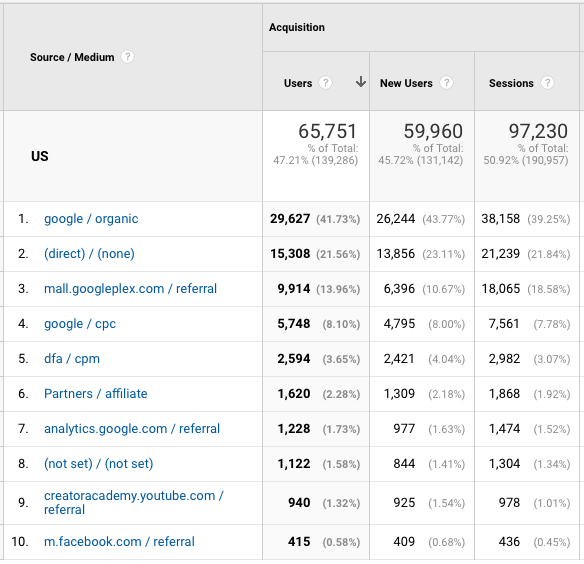 Acquisition
Source / Medium ?
Users ? New Users ? Sessions ?
US 65,751 59,960 97,230
% of Total: % of Total: % of Total:
47.21% (139,286) 45.72% (131,142) 50.92% (190,957)
1. google / organic 29,627 (41.73%) 26,244 (43.77%) 38,158 (39.25%)
2. (direct) / (none) 15,308 (21.56%) 13,856 (23.11%) 21,239 (21.84%)
3. mall.googleplex.com / referral 9,914 (13.96%) 6,396 (10.67%) 18,065 (18.58%)
4. google / cpc 5,748 (8.10%) 4,795 (8.00%) 7,561 (7.78%)
5. dfa / cpm 2,594 (3.65%) 2,421 (4.04%) 2,982 (3.07%)
6. Partners / affiliate 1,620 (2.28%) 1,309 (2.18%) 1,868 (1.92%)
7. analytics.google.com / referral 1,228 (1.73%) 977 (1.63%) 1,474 (1.52%)
8. (not set) / (not set) 1,122 (1.58%) 844 (1.41%) 1,304 (1.34%)
9. creatoracademy.youtube.com / 940 (1.32%) 925 (1.54%) 978 (1.01%)
referral
10. m.facebook.com / referral 415 (0.58%) 409 (0.68%) 436 (0.45%)